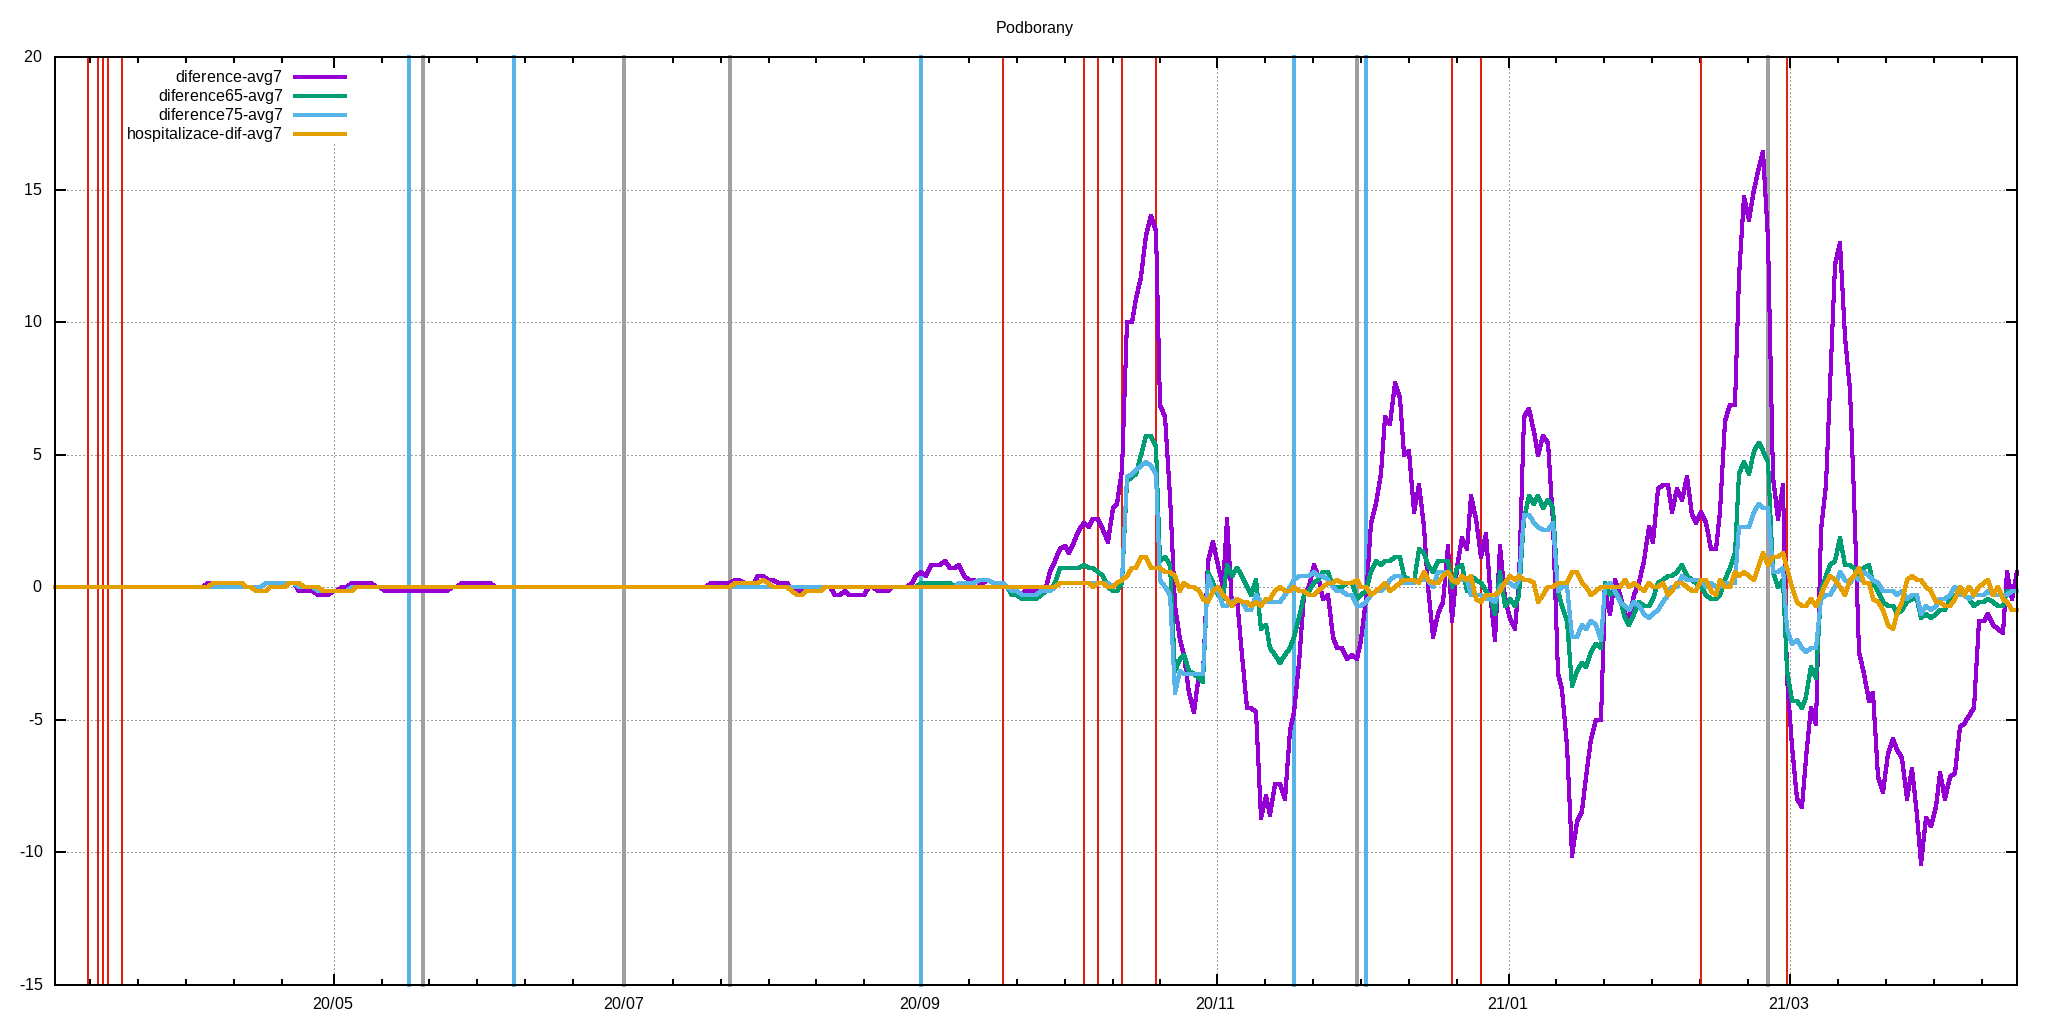 Podborany
20
diference-avg7
diference65-avg7
diference75-avg7
hospitalizace-dif-avg7
15
10
5
0
-5
-10
-15
20/05 20/07 20/09 20/11 21/01 21/03